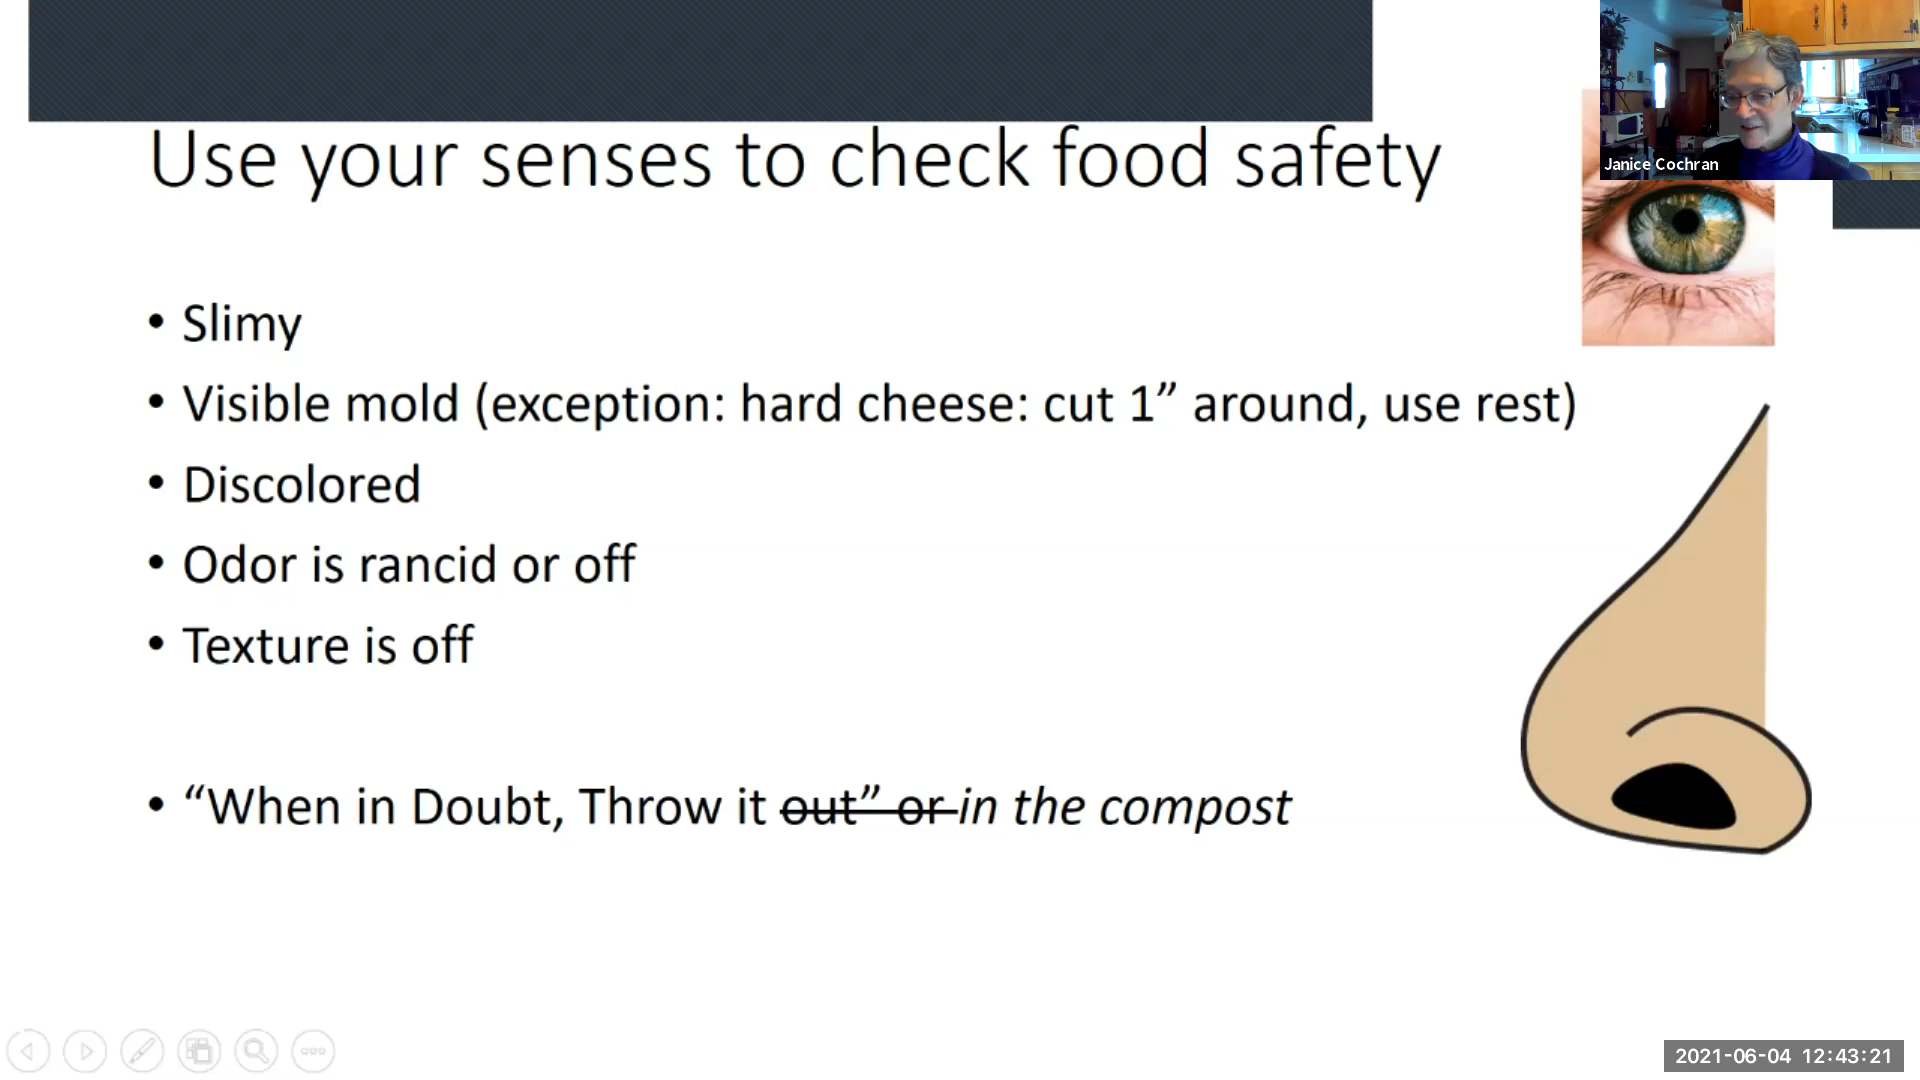 Janice Cochran
Use your senses to check food safety
• Slimy
• Visible mold (exception: hard cheese: cut 1” around, use rest)
• Discolored
• Odor is rancid or off
• Texture is off
• “When in Doubt, Throw it out” or in the compost
2021-06-04 12:43:21